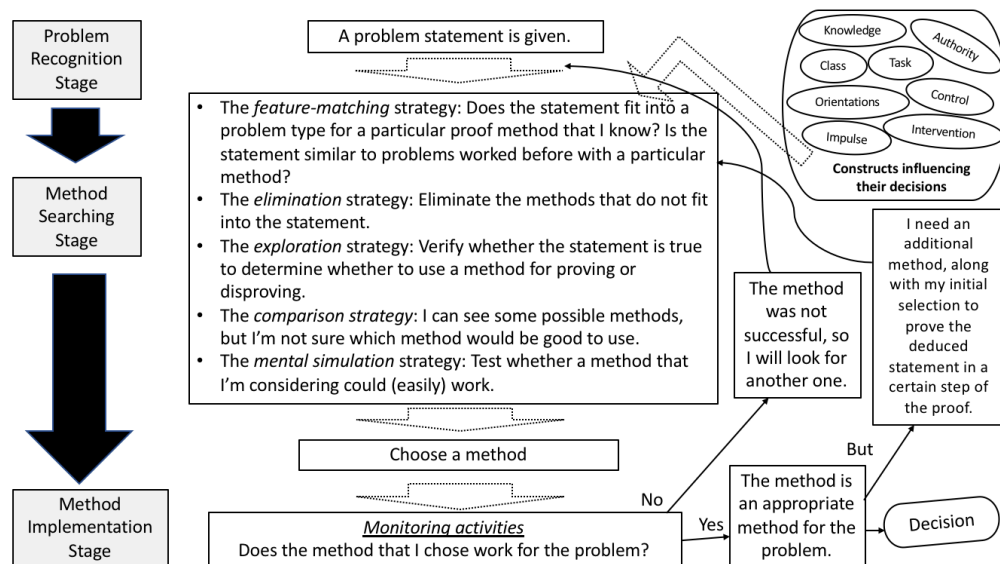 Problem
Recognition
Stage
Method
Searching
Stage
Method
Implementation
Stage
A problem statement is given.
• The feature-matching strategy: Does the statement fit into a
problem type for a particular proof method that I know? Is the
statement similar to problems worked before with a particular
method?
• The elimination strategy: Eliminate the methods that do not fit
into the statement.
• The exploration strategy: Verify whether the statement is true
to determine whether to use a method for proving or
disproving.
• The comparison strategy: I can see some possible methods,
but I'm not sure which method would be good to use.
• The mental simulation strategy: Test whether a method that
I'm considering could (easily) work.
Choose a method
Monitoring activities
Does the method that I chose work for the problem?
No
Yes
The method
was not
successful, so
I will look for
another one.
The method is
an appropriate
method for the
problem.
But
Decision
I need an
additional
method, along
with my initial
selection to
prove the
deduced
statement in a
certain step of
the proof.
Knowledge
Authority
Class
Task
Orientations
Control
Impulse
Intervention
Constructs influencing
their decisions